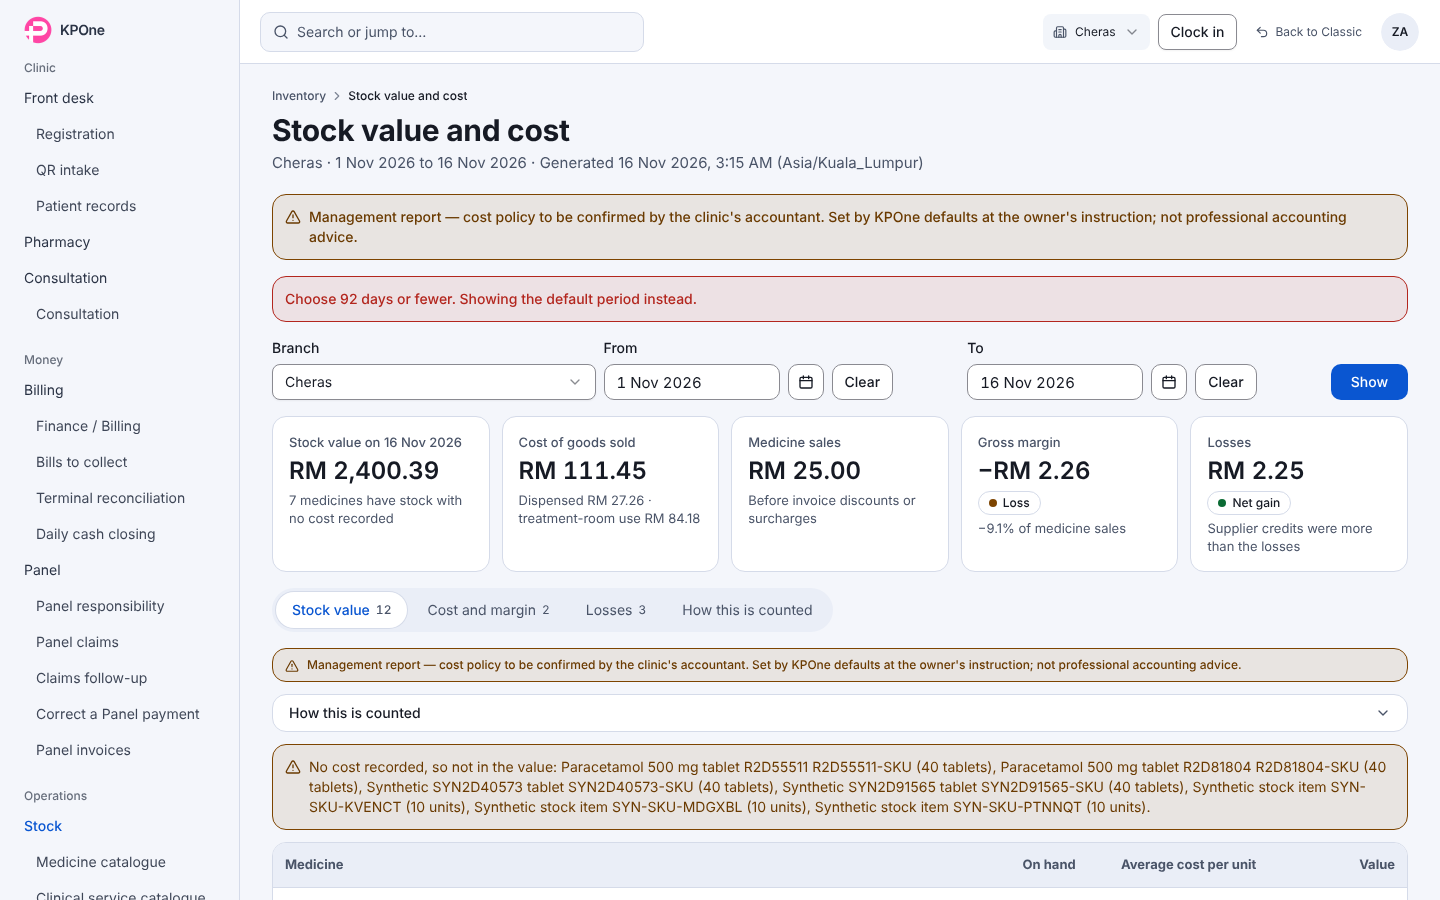 KPOne
Clinic
Front desk
Registration
QR intake
Patient records
Pharmacy
Consultation
Consultation
Money
Billing
Finance / Billing
Bills to collect
Terminal reconciliation
Daily cash closing
Panel
Panel responsibility
Panel claims
Claims follow-up
Correct a Panel payment
Panel invoices
Operations
Stock
Medicine catalogue
Clinical service catalogue
Search or jump to...
Cheras
Clock in
Back to Classic
ZA
Inventory > Stock value and cost
Stock value and cost
Cheras · 1 Nov 2026 to 16 Nov 2026 · Generated 16 Nov 2026, 3:15 AM (Asia/Kuala_Lumpur)
Management report — cost policy to be confirmed by the clinic's accountant. Set by KPOne defaults at the owner's instruction; not professional accounting
advice.
Choose 92 days or fewer. Showing the default period instead.
Branch
Cheras
From
1 Nov 2026
Clear
To
16 Nov 2026
Clear
Show
Stock value on 16 Nov 2026
RM 2,400.39
7 medicines have stock with
no cost recorded
Cost of goods sold
RM 111.45
Dispensed RM 27.26 ·
treatment-room use RM 84.18
Medicine sales
RM 25.00
Before invoice discounts or
surcharges
Gross margin
−RM 2.26
Loss
−9.1% of medicine sales
Losses
RM 2.25
Net gain
Supplier credits were more
than the losses
Stock value 12
Cost and margin 2
Losses 3
How this is counted
Management report — cost policy to be confirmed by the clinic's accountant. Set by KPOne defaults at the owner's instruction; not professional accounting advice.
How this is counted
No cost recorded, so not in the value: Paracetamol 500 mg tablet R2D55511 R2D55511-SKU (40 tablets), Paracetamol 500 mg tablet R2D81804 R2D81804-SKU (40
tablets), Synthetic SYN2D40573 tablet SYN2D40573-SKU (40 tablets), Synthetic SYN2D91565 tablet SYN2D91565-SKU (40 tablets), Synthetic stock item SYN-
SKU-KVENCT (10 units), Synthetic stock item SYN-SKU-MDGXBL (10 units), Synthetic stock item SYN-SKU-PTNNQT (10 units).
Medicine
On hand
Average cost per unit
Value